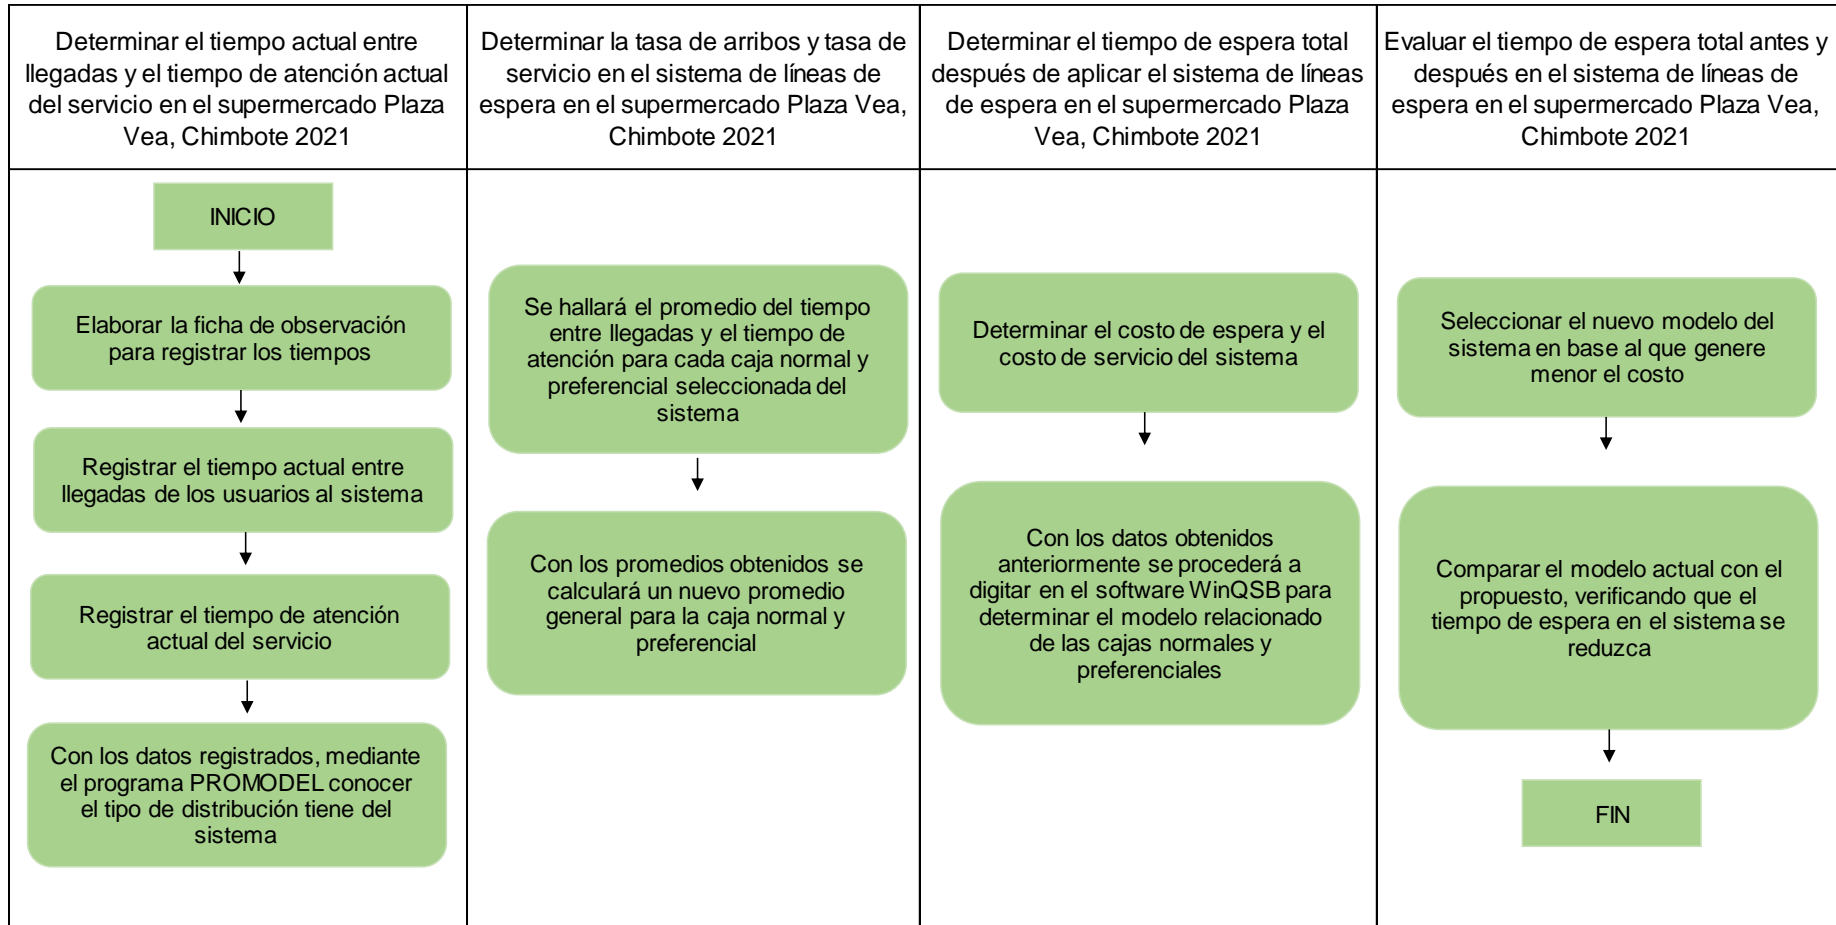 Determinar el tiempo actual entre
llegadas y el tiempo de atención actual
del servicio en el supermercado Plaza
Vea, Chimbote 2021
Determinar la tasa de arribos y tasa de
servicio en el sistema de líneas de
espera en el supermercado Plaza Vea,
Chimbote 2021
Determinar el tiempo de espera total
después de aplicar el sistema de líneas
de espera en el supermercado Plaza
Vea, Chimbote 2021
Evaluar el tiempo de espera total antes y
después en el sistema de líneas de
espera en el supermercado Plaza Vea,
Chimbote 2021
INICIO
Elaborar la ficha de observación
para registrar los tiempos
Registrar el tiempo actual entre
llegadas de los usuarios al sistema
Registrar el tiempo de atención
actual del servicio
Con los datos registrados, mediante
el programa PROMODEL conocer
el tipo de distribución tiene del
sistema
Se hallará el promedio del tiempo
entre llegadas y el tiempo de
atención para cada caja normal y
preferencial seleccionada del
sistema
Con los promedios obtenidos se
calculará un nuevo promedio
general para la caja normal y
preferencial
Determinar el costo de espera y el
costo de servicio del sistema
Con los datos obtenidos
anteriormente se procederá a
digitar en el software WinQSB para
determinar el modelo relacionado
de las cajas normales y
preferenciales
Seleccionar el nuevo modelo del
sistema en base al que genere
menor el costo
Comparar el modelo actual con el
propuesto, verificando que el
tiempo de espera en el sistema se
reduzca
FIN